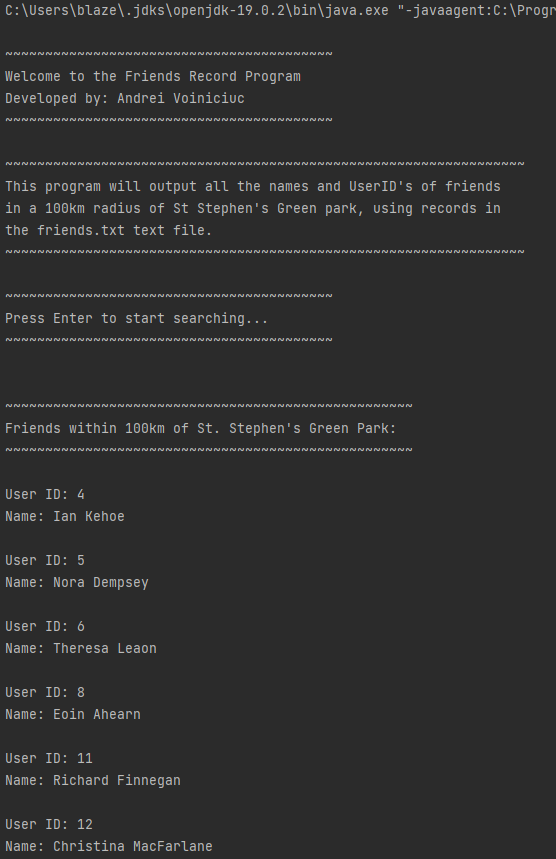 C:\Users\blaze\.jdks\openjdk-19.0.2\bin\java.exe "-javaagent:C:\Progr
~~~~~~~~~~~~~~~~~~~~~~~~~~~~~~~~~~~~~~~~~
Welcome to the Friends Record Program
Developed by: Andrei Voiniciuc
~~~~~~~~~~~~~~~~~~~~~~~~~~~~~~~~~~~~~~~~~
~~~~~~~~~~~~~~~~~~~~~~~~~~~~~~~~~~~~~~~~~~~~~~~~~~~~~~~~~~~~~~~~~
This program will output all the names and UserID's of friends
in a 100km radius of St Stephen's Green park, using records in
the friends.txt text file.
~~~~~~~~~~~~~~~~~~~~~~~~~~~~~~~~~~~~~~~~~~~~~~~~~~~~~~~~~~~~~~~~~
~~~~~~~~~~~~~~~~~~~~~~~~~~~~~~~~~~~~~~~~~
Press Enter to start searching...
~~~~~~~~~~~~~~~~~~~~~~~~~~~~~~~~~~~~~~~~~
~~~~~~~~~~~~~~~~~~~~~~~~~~~~~~~~~~~~~~~~~~~~~~~~~~~
Friends within 100km of St. Stephen's Green Park:
~~~~~~~~~~~~~~~~~~~~~~~~~~~~~~~~~~~~~~~~~~~~~~~~~~~
User ID: 4
Name: Ian Kehoe
User ID: 5
Name: Nora Dempsey
User ID: 6
Name: Theresa Leaon
User ID: 8
Name: Eoin Ahearn
User ID: 11
Name: Richard Finnegan
User ID: 12
Name: Christina MacFarlane